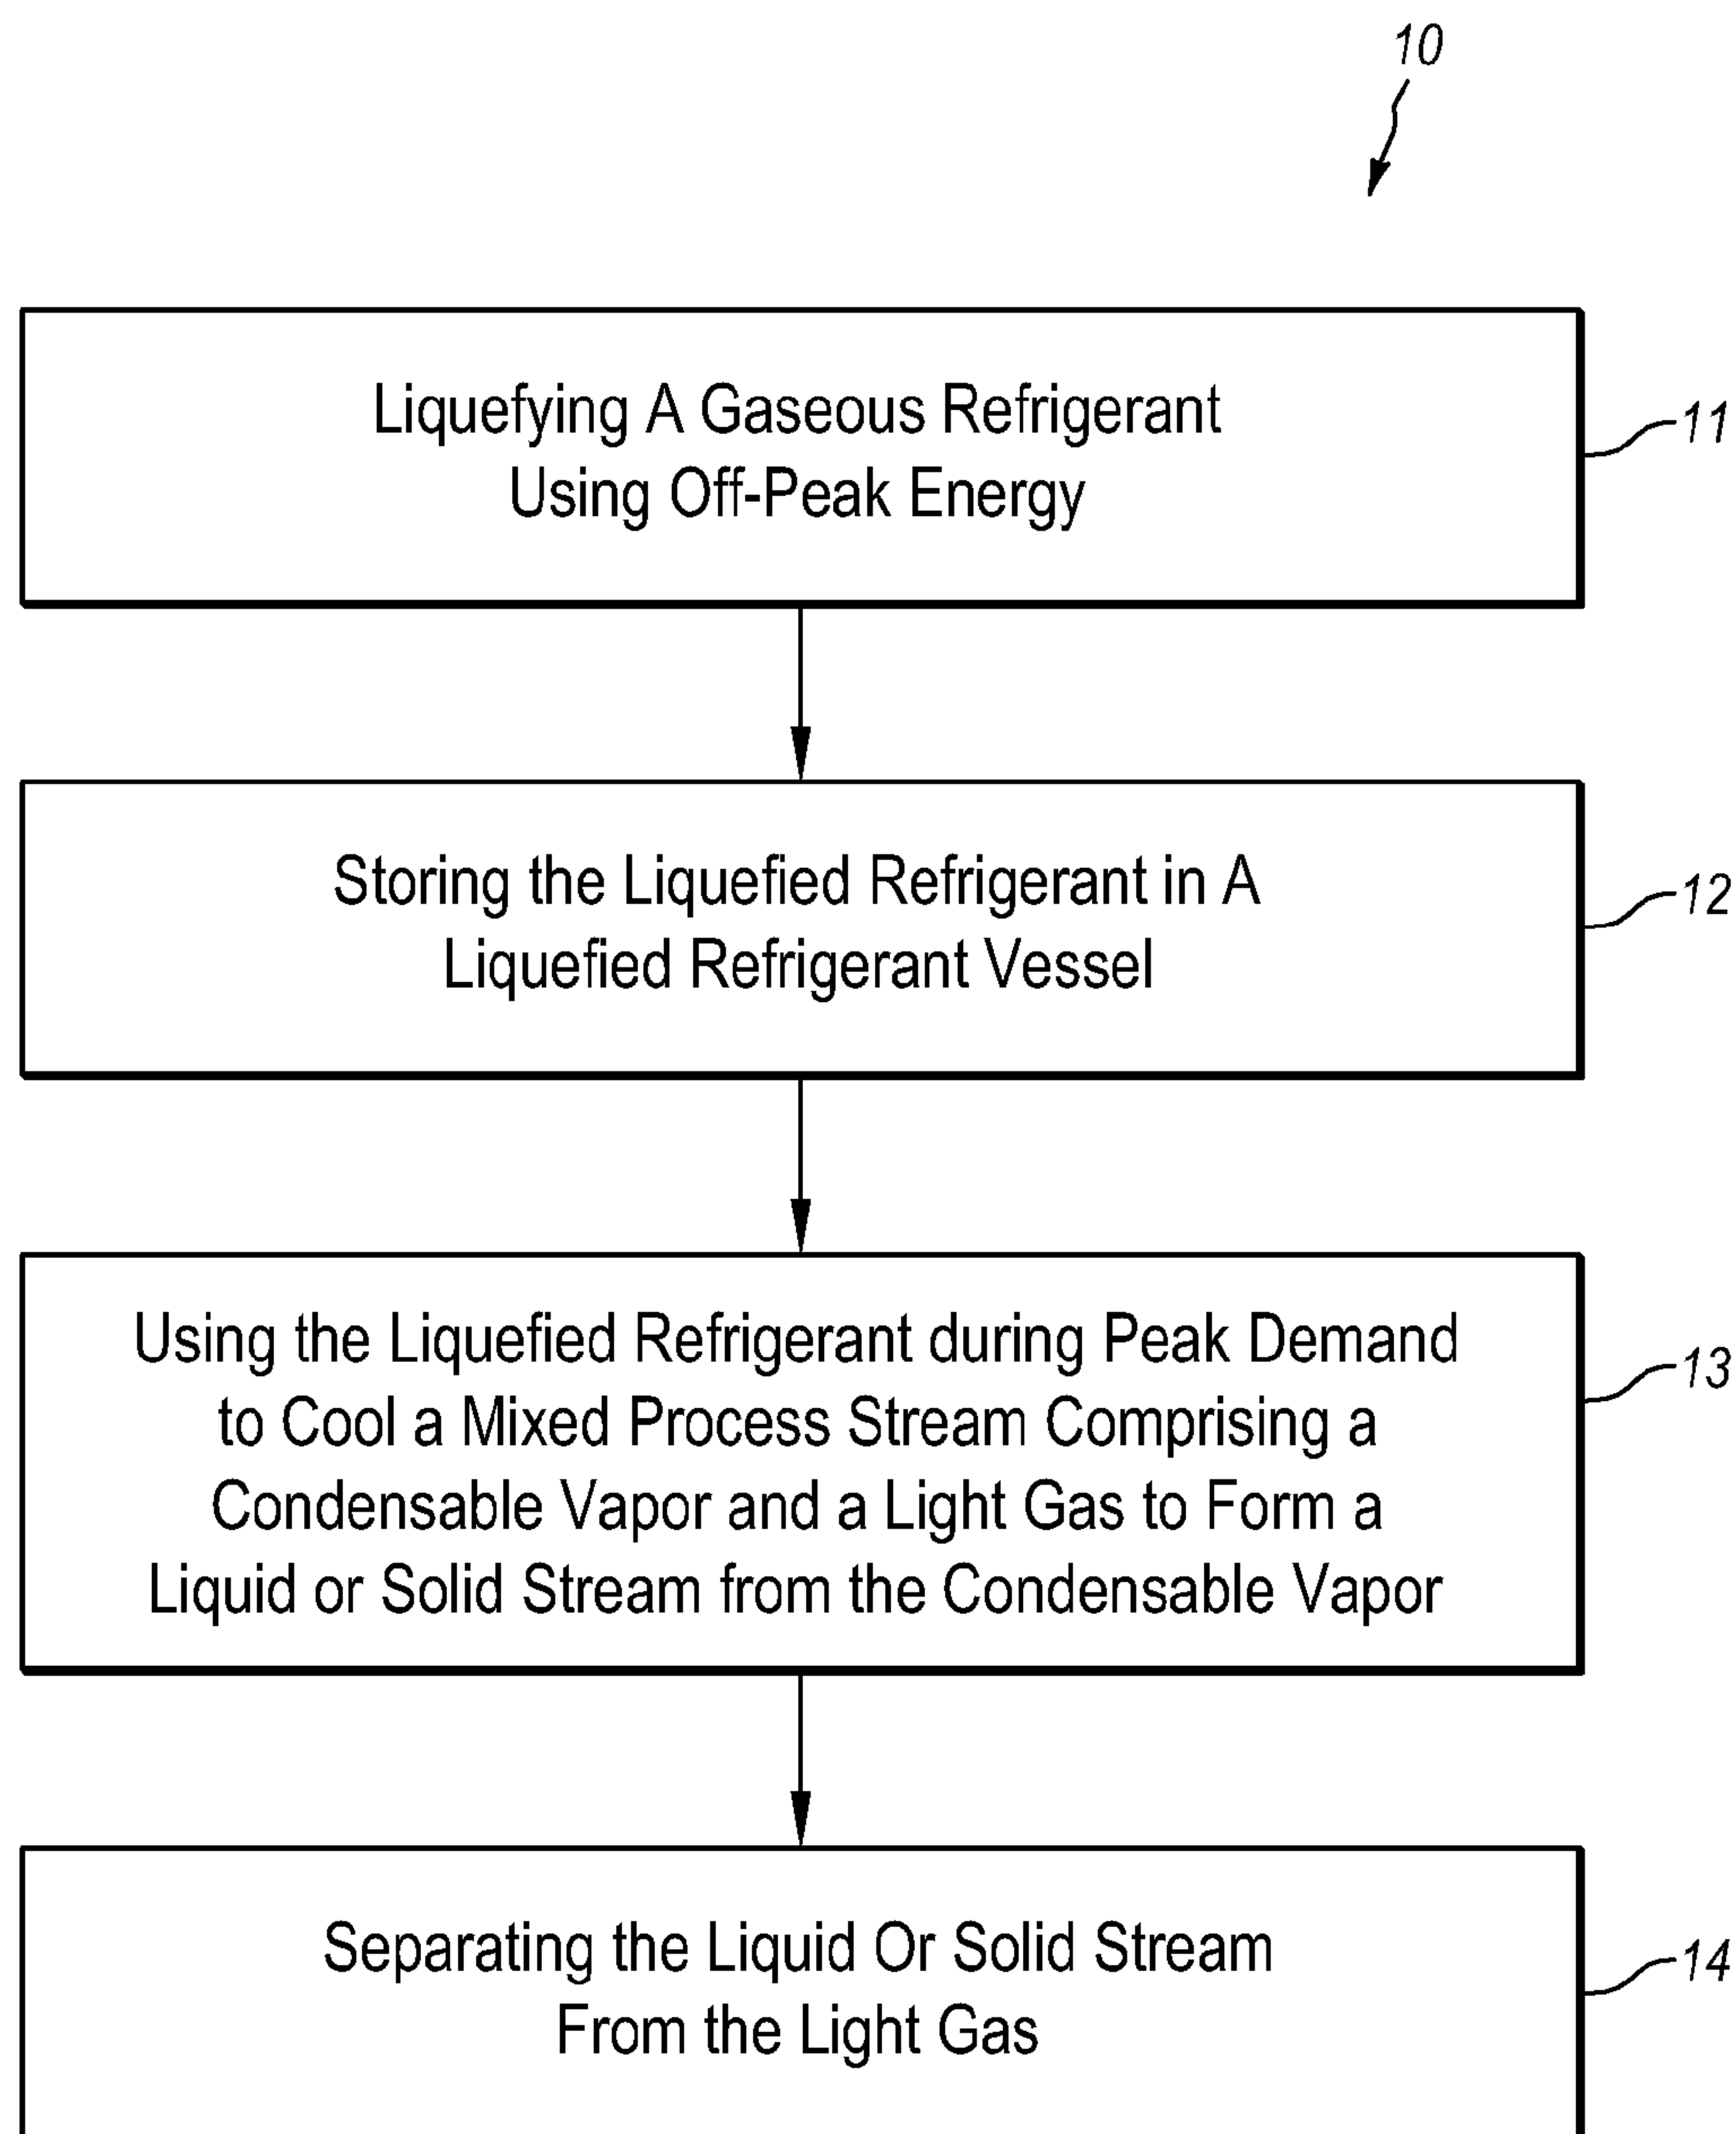 10
Liquefying A Gaseous Refrigerant
Using Off-Peak Energy
11
Storing the Liquefied Refrigerant in A
Liquefied Refrigerant Vessel
12
Using the Liquefied Refrigerant during Peak Demand
to Cool a Mixed Process Stream Comprising a
Condensable Vapor and a Light Gas to Form a
Liquid or Solid Stream from the Condensable Vapor
13
Separating the Liquid Or Solid Stream
From the Light Gas
14